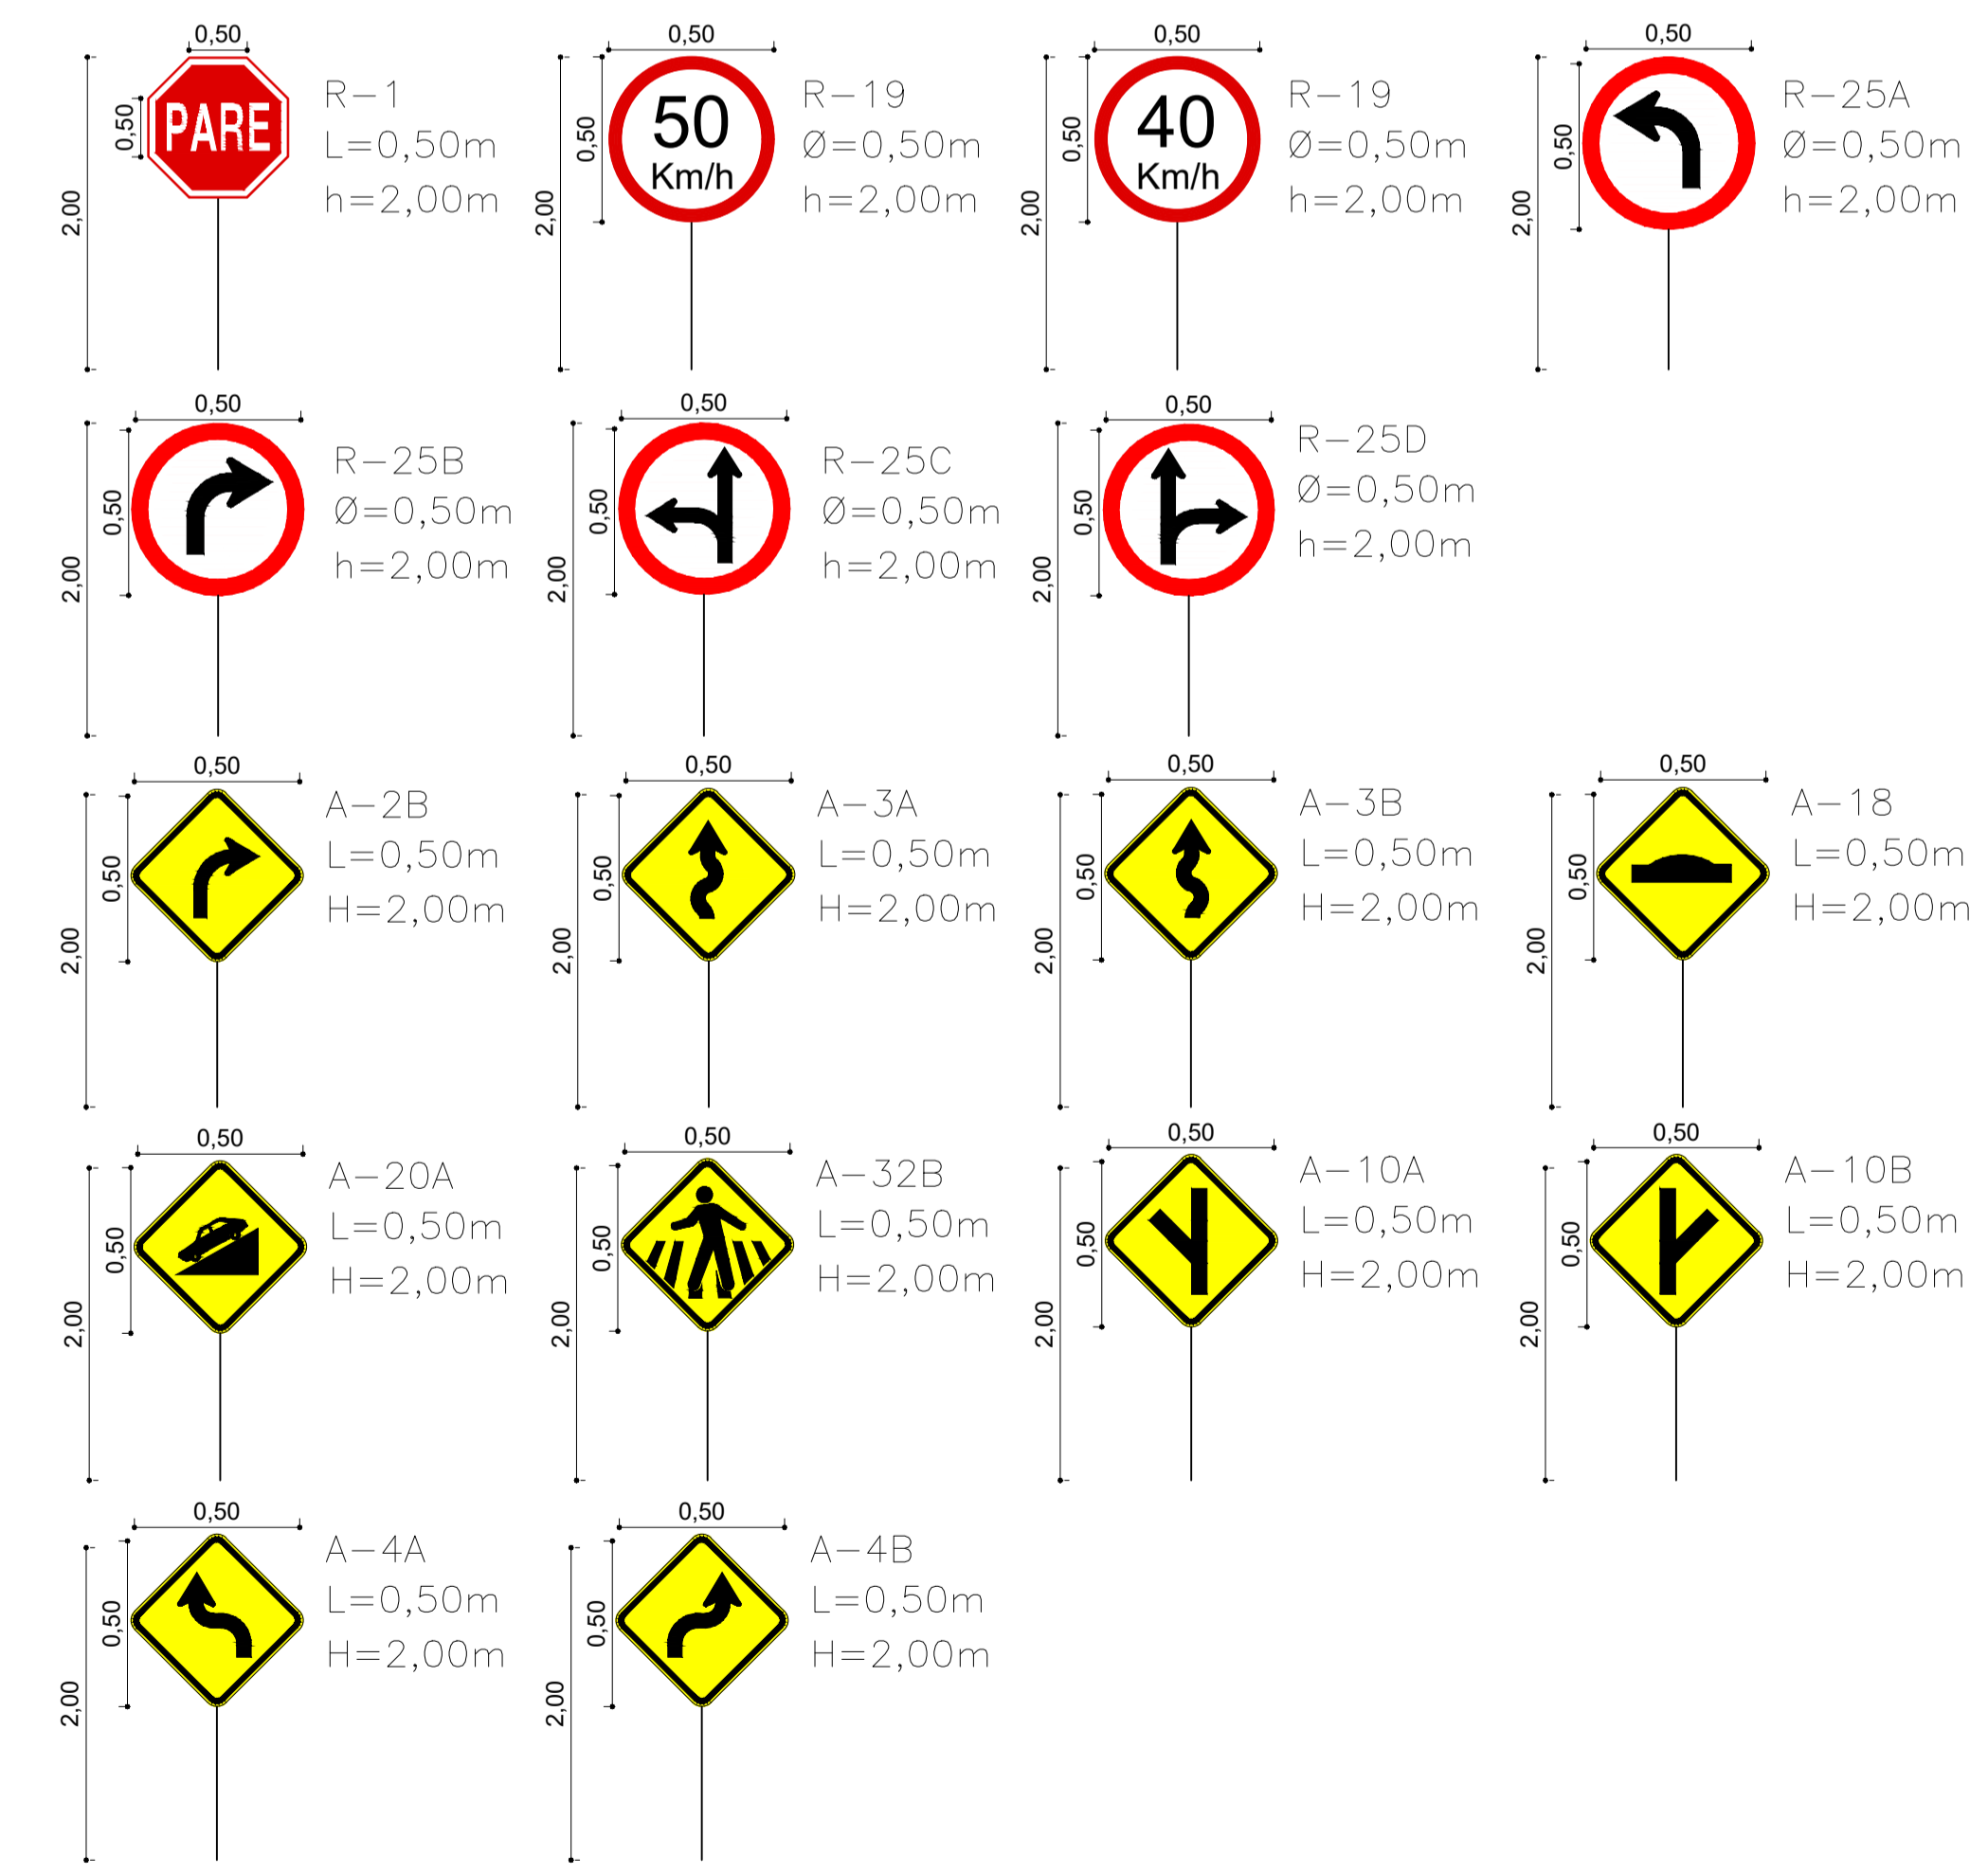 0,50
0,50
2,00
PARE
R-1
L=0,50m
h=2,00m
0,50
0,50
2,00
50
Km/h
R-19
Ø=0,50m
h=2,00m
0,50
0,50
2,00
40
Km/h
R-19
Ø=0,50m
h=2,00m
0,50
0,50
2,00
R-25A
Ø=0,50m
h=2,00m
0,50
0,50
2,00
R-25B
Ø=0,50m
h=2,00m
0,50
0,50
2,00
R-25C
Ø=0,50m
h=2,00m
0,50
0,50
2,00
R-25D
Ø=0,50m
h=2,00m
0,50
0,50
2,00
A-2B
L=0,50m
H=2,00m
0,50
0,50
2,00
A-3A
L=0,50m
H=2,00m
0,50
0,50
2,00
A-3B
L=0,50m
H=2,00m
0,50
0,50
2,00
A-18
L=0,50m
H=2,00m
0,50
0,50
2,00
A-20A
L=0,50m
H=2,00m
0,50
0,50
2,00
A-32B
L=0,50m
H=2,00m
0,50
0,50
2,00
A-10A
L=0,50m
H=2,00m
0,50
0,50
2,00
A-10B
L=0,50m
H=2,00m
0,50
0,50
2,00
A-4A
L=0,50m
H=2,00m
0,50
0,50
2,00
A-4B
L=0,50m
H=2,00m